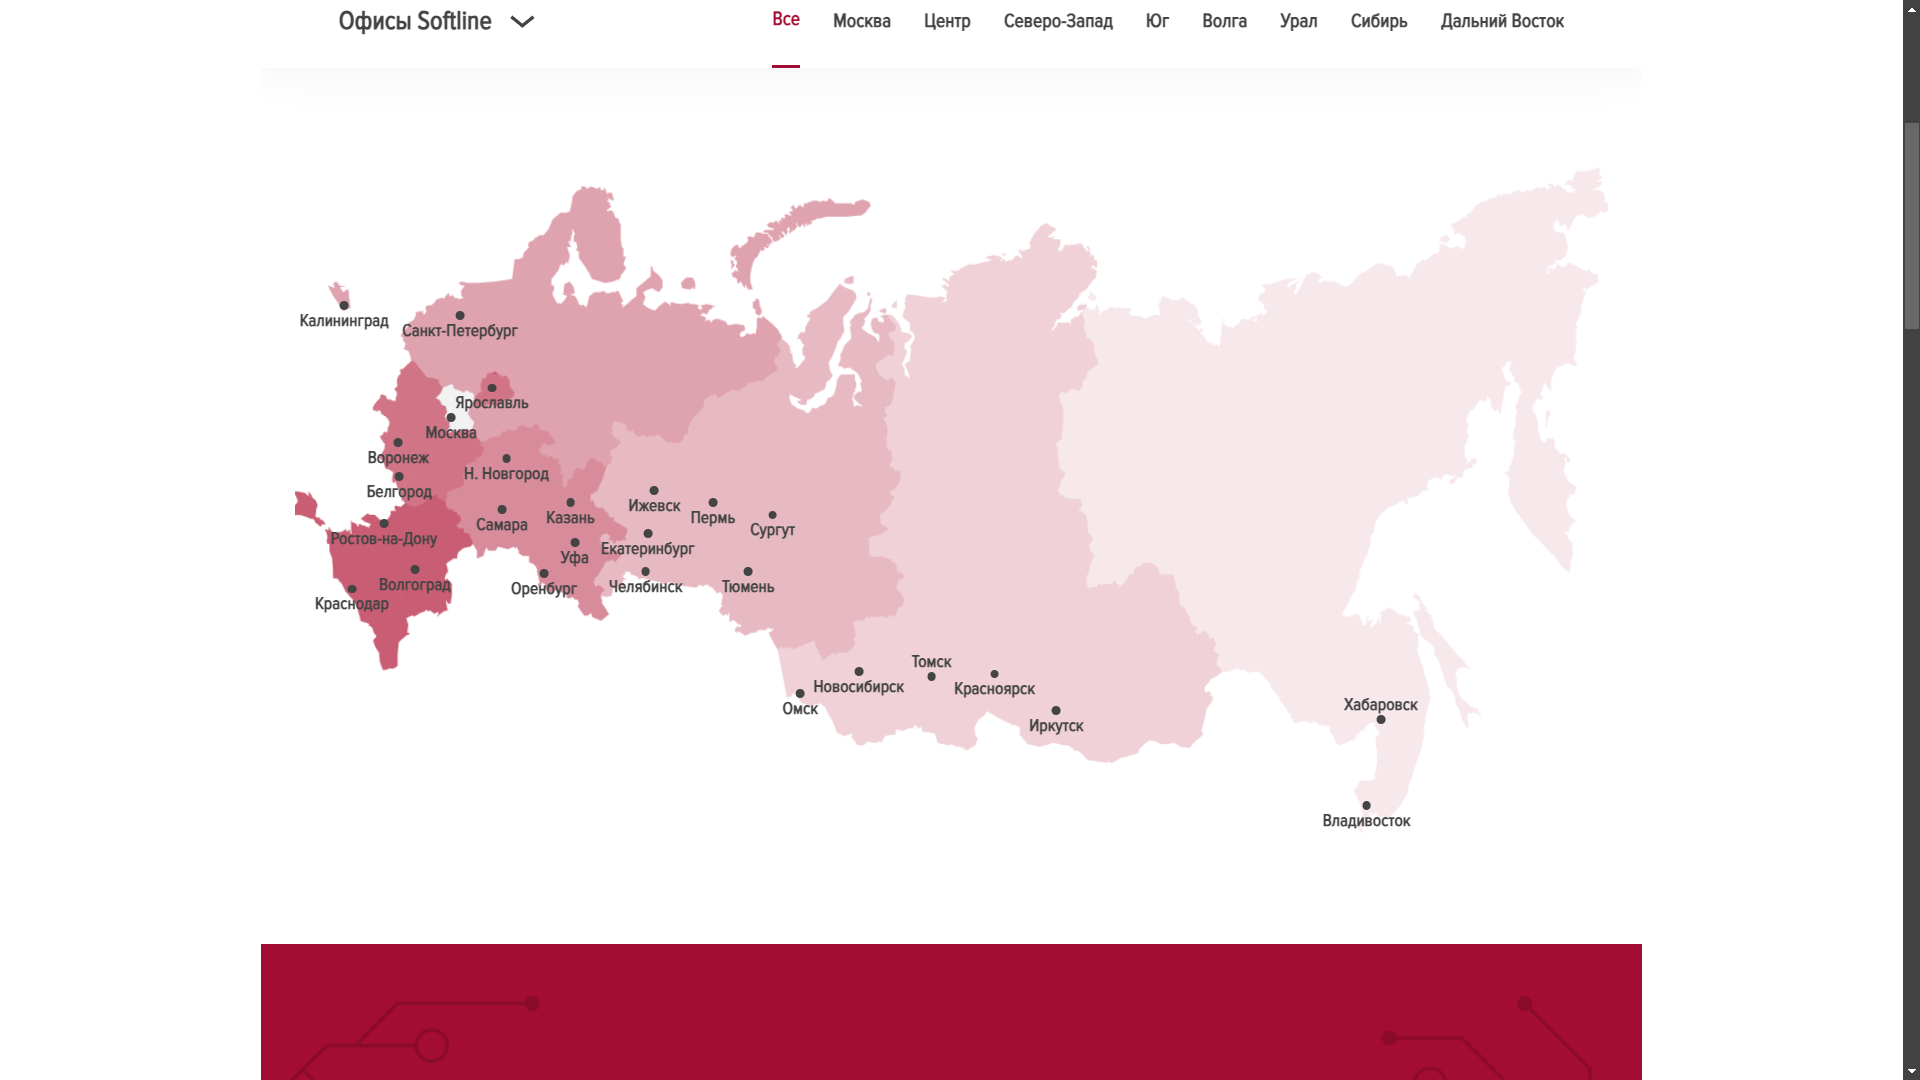 Офисы Softline
Все Москва Центр Северо-Запад Юг Волга Урал Сибирь Дальний Восток
Калининград
Санкт-Петербург
Ярославль
Москва
Воронеж
Н. Новгород
Белгород
Ижевск
Пермь
Казань
Самара
Сургут
Ростов-на-Дону
Екатеринбург
Уфа
Волгоград
Оренбург
Челябинск
Тюмень
Краснодар
Томск
Новосибирск
Красноярск
Омск
Иркутск
Хабаровск
Владивосток